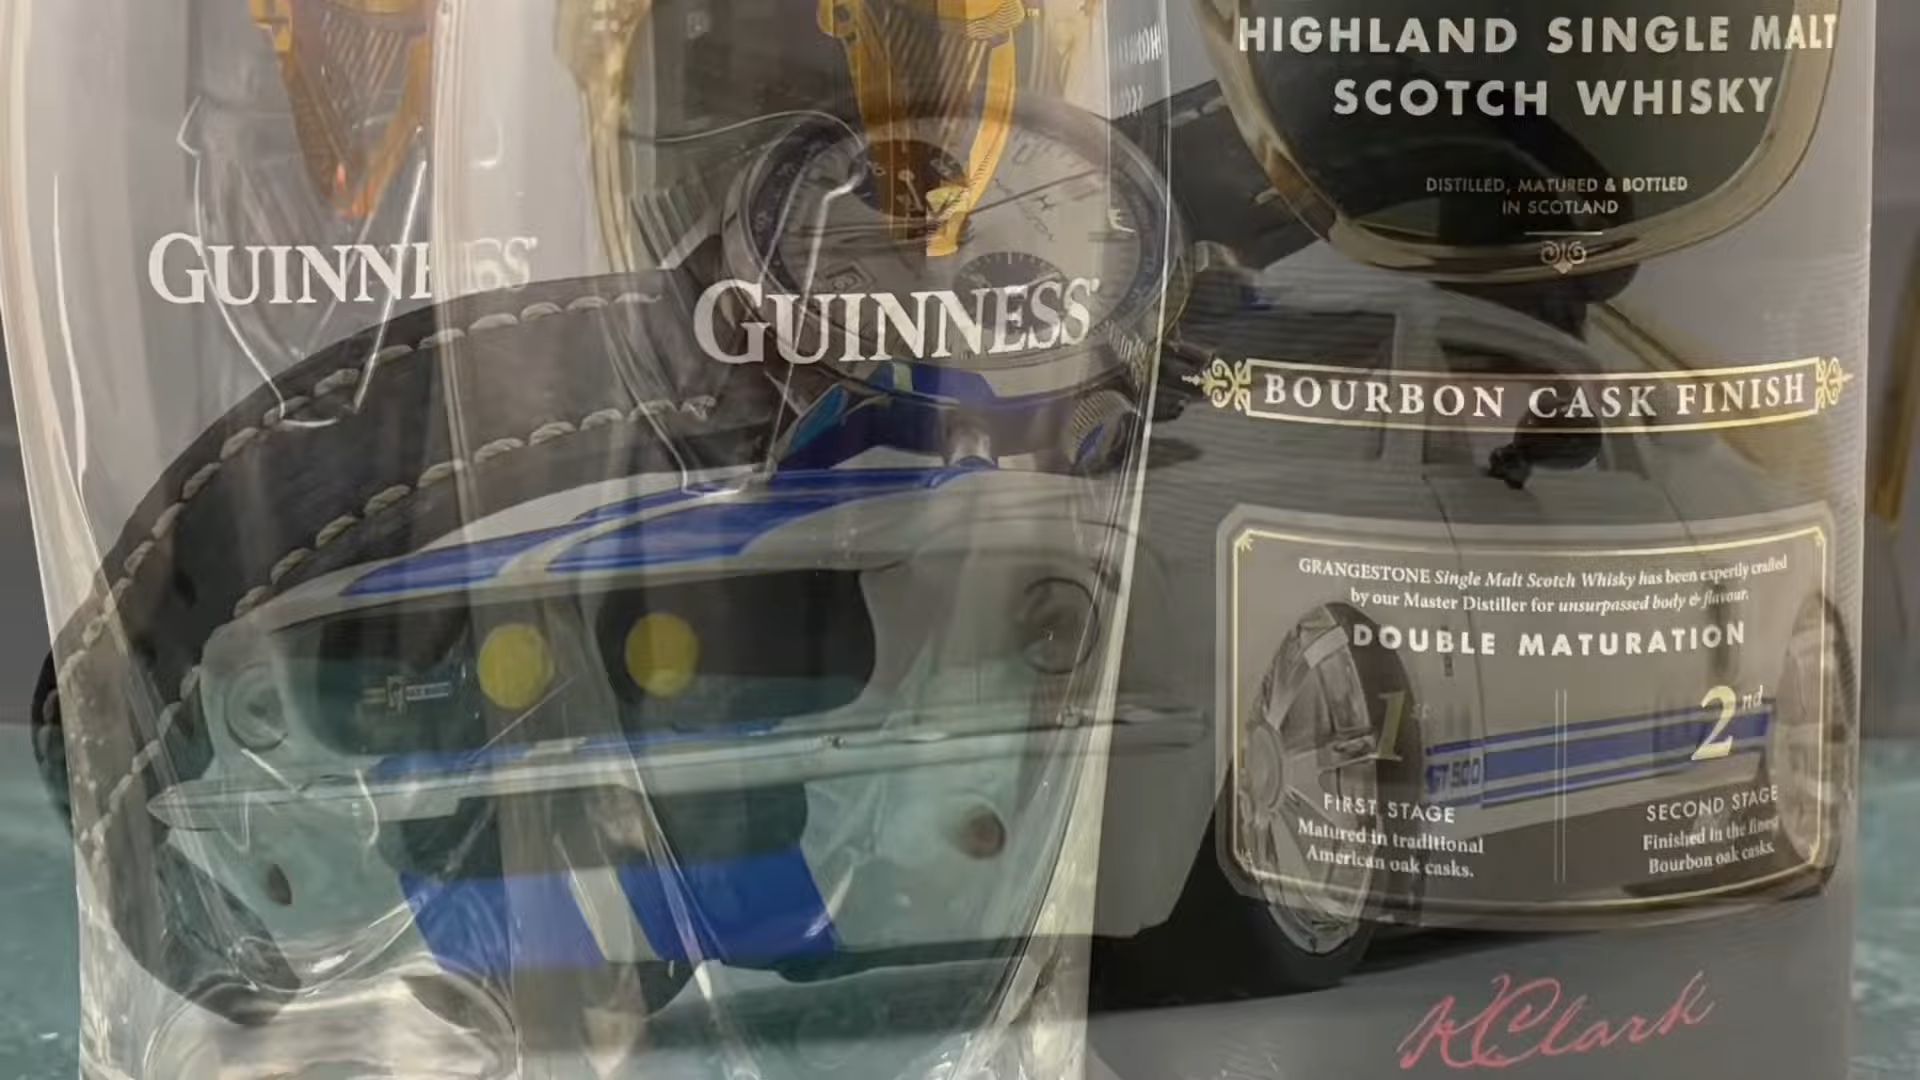 GUINNESS
GUINNESS
HIGHLAND SINGLE MALT
SCOTCH WHISKY
DISTILLED, MATURED & BOTTLED
IN SCOTLAND
BOURBON CASK FINISH
GRANGESTONE Single Malt Scotch Whisky has been expertly crafted
by our Master Distiller for unsurpassed body & flavour.
DOUBLE MATURATION
1st
FIRST STAGE
Matured in traditional
American oak casks.
2nd
SECOND STAGE
Finished in the finest
Bourbon oak casks.
GT 500
K Clark